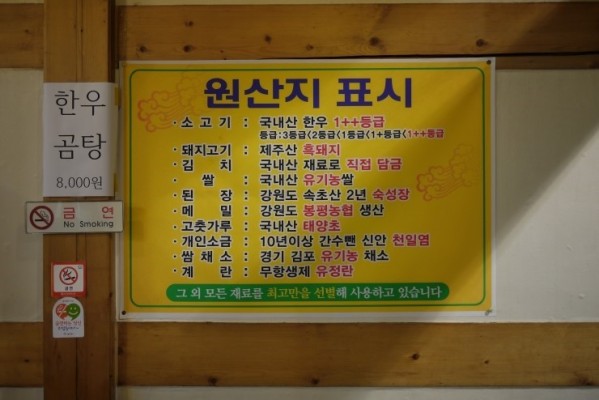 한우
곰탕
8,000원
금 연
No Smoking
원산지 표시
· 소 고 기 : 국내산 한우 1++등급
등급:3등급<2등급<1등급<1+등급<1++등급
· 돼지고기 : 제주산 흑돼지
· 김 치 : 국내산 재료로 직접 담금
· 쌀 : 국내산 유기농쌀
· 된 장 : 강원도 속초산 2년 숙성장
· 메 밀 : 강원도 봉평농협 생산
· 고춧가루 : 국내산 태양초
· 개인소금 : 10년이상 간수뺀 신안 천일염
· 쌈 채 소 : 경기 김포 유기농 채소
· 계 란 : 무항생제 유정란
그 외 모든 재료를 최고만을 선별해 사용하고 있습니다
금연